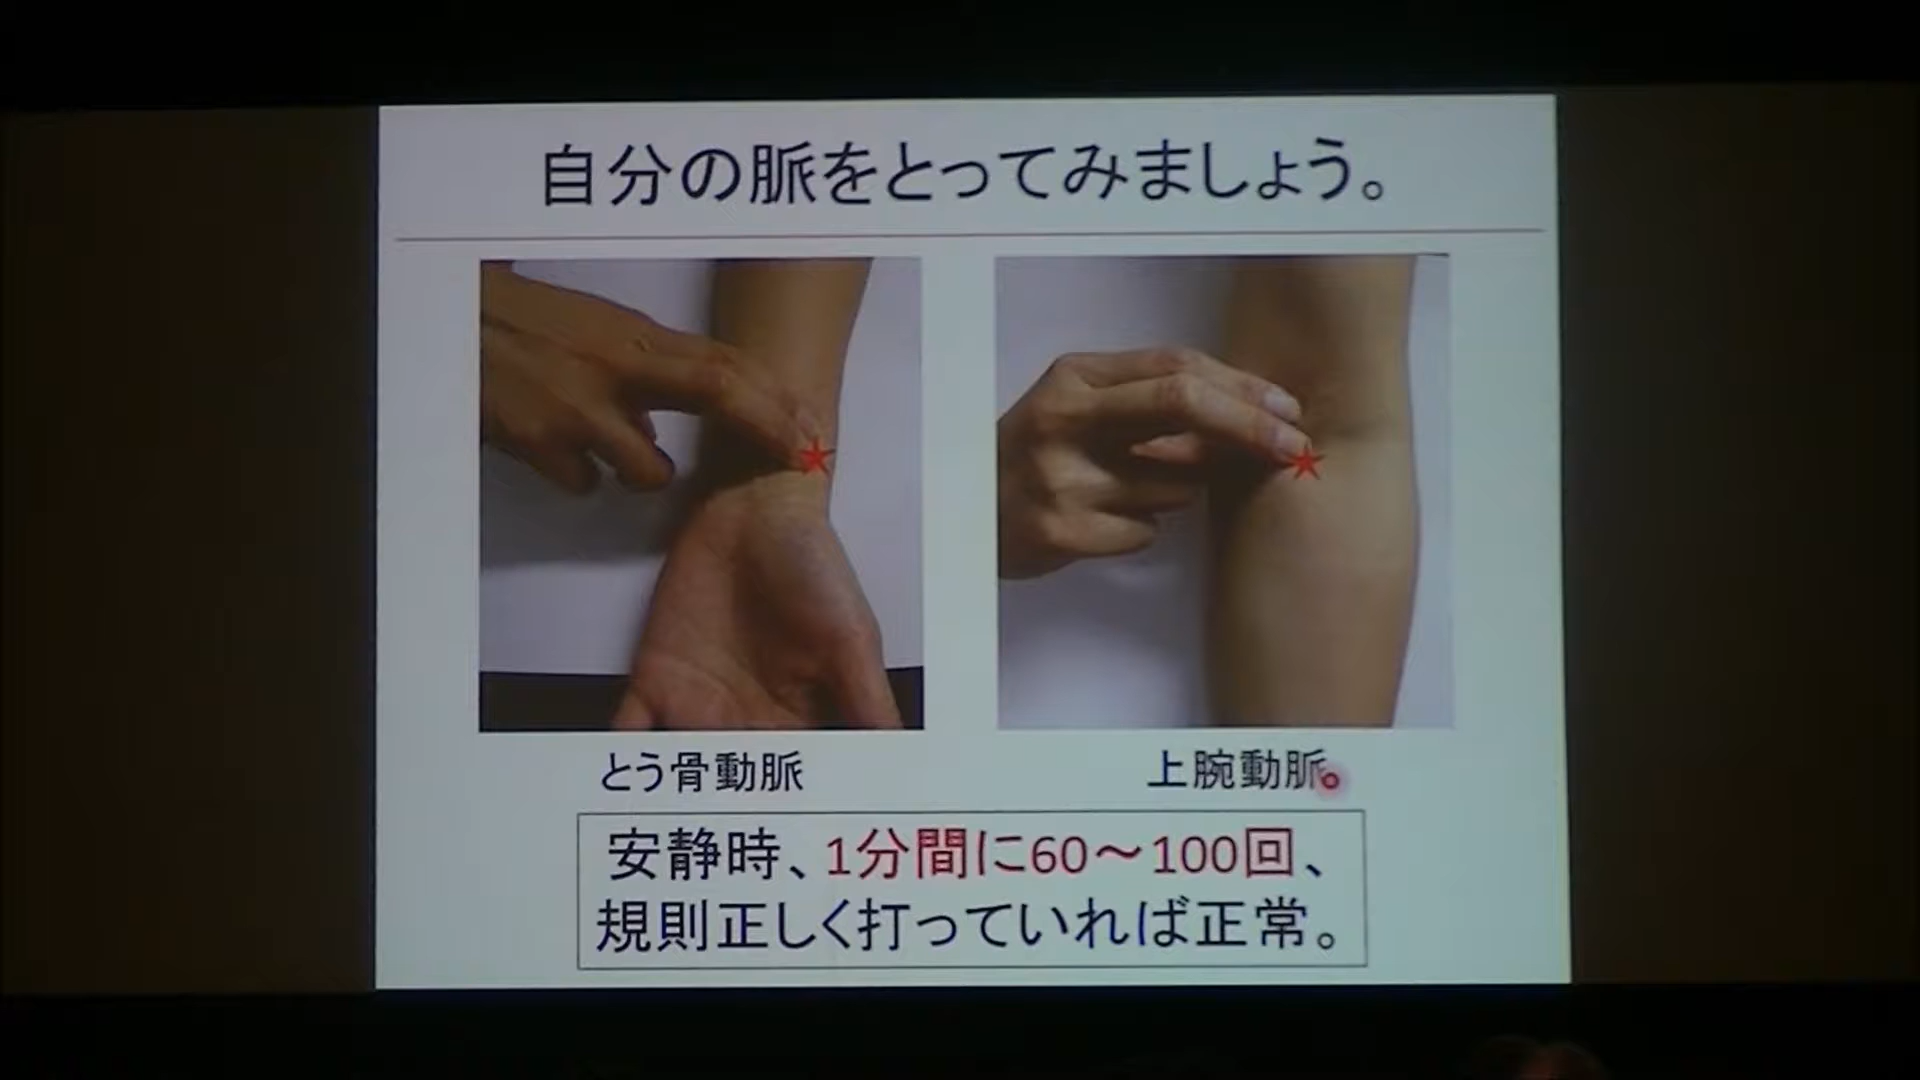 自分の脈をとってみましょう。
とう骨動脈
上腕動脈
安静時、1分間に60～100回、
規則正しく打っていれば正常。